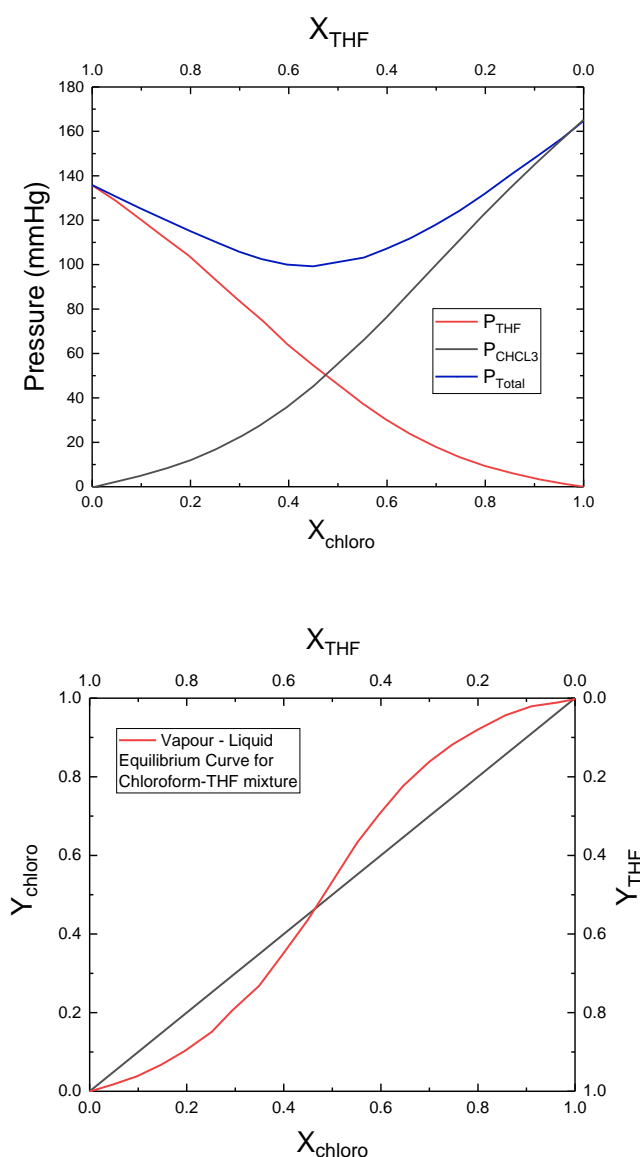 X_THF
1.0 0.8 0.6 0.4 0.2 0.0
180
160
140
120
100
80
60
40
20
0
Pressure (mmHg)
P_THF
P_CHCL3
P_Total
0.0 0.2 0.4 0.6 0.8 1.0
X_chloro
X_THF
1.0 0.8 0.6 0.4 0.2 0.0
1.0
0.8
0.6
0.4
0.2
0.0
Y_chloro
Vapour - Liquid
Equilibrium Curve for
Chloroform-THF mixture
0.0
0.2
0.4
0.6
0.8
1.0
Y_THF
0.0 0.2 0.4 0.6 0.8 1.0
X_chloro